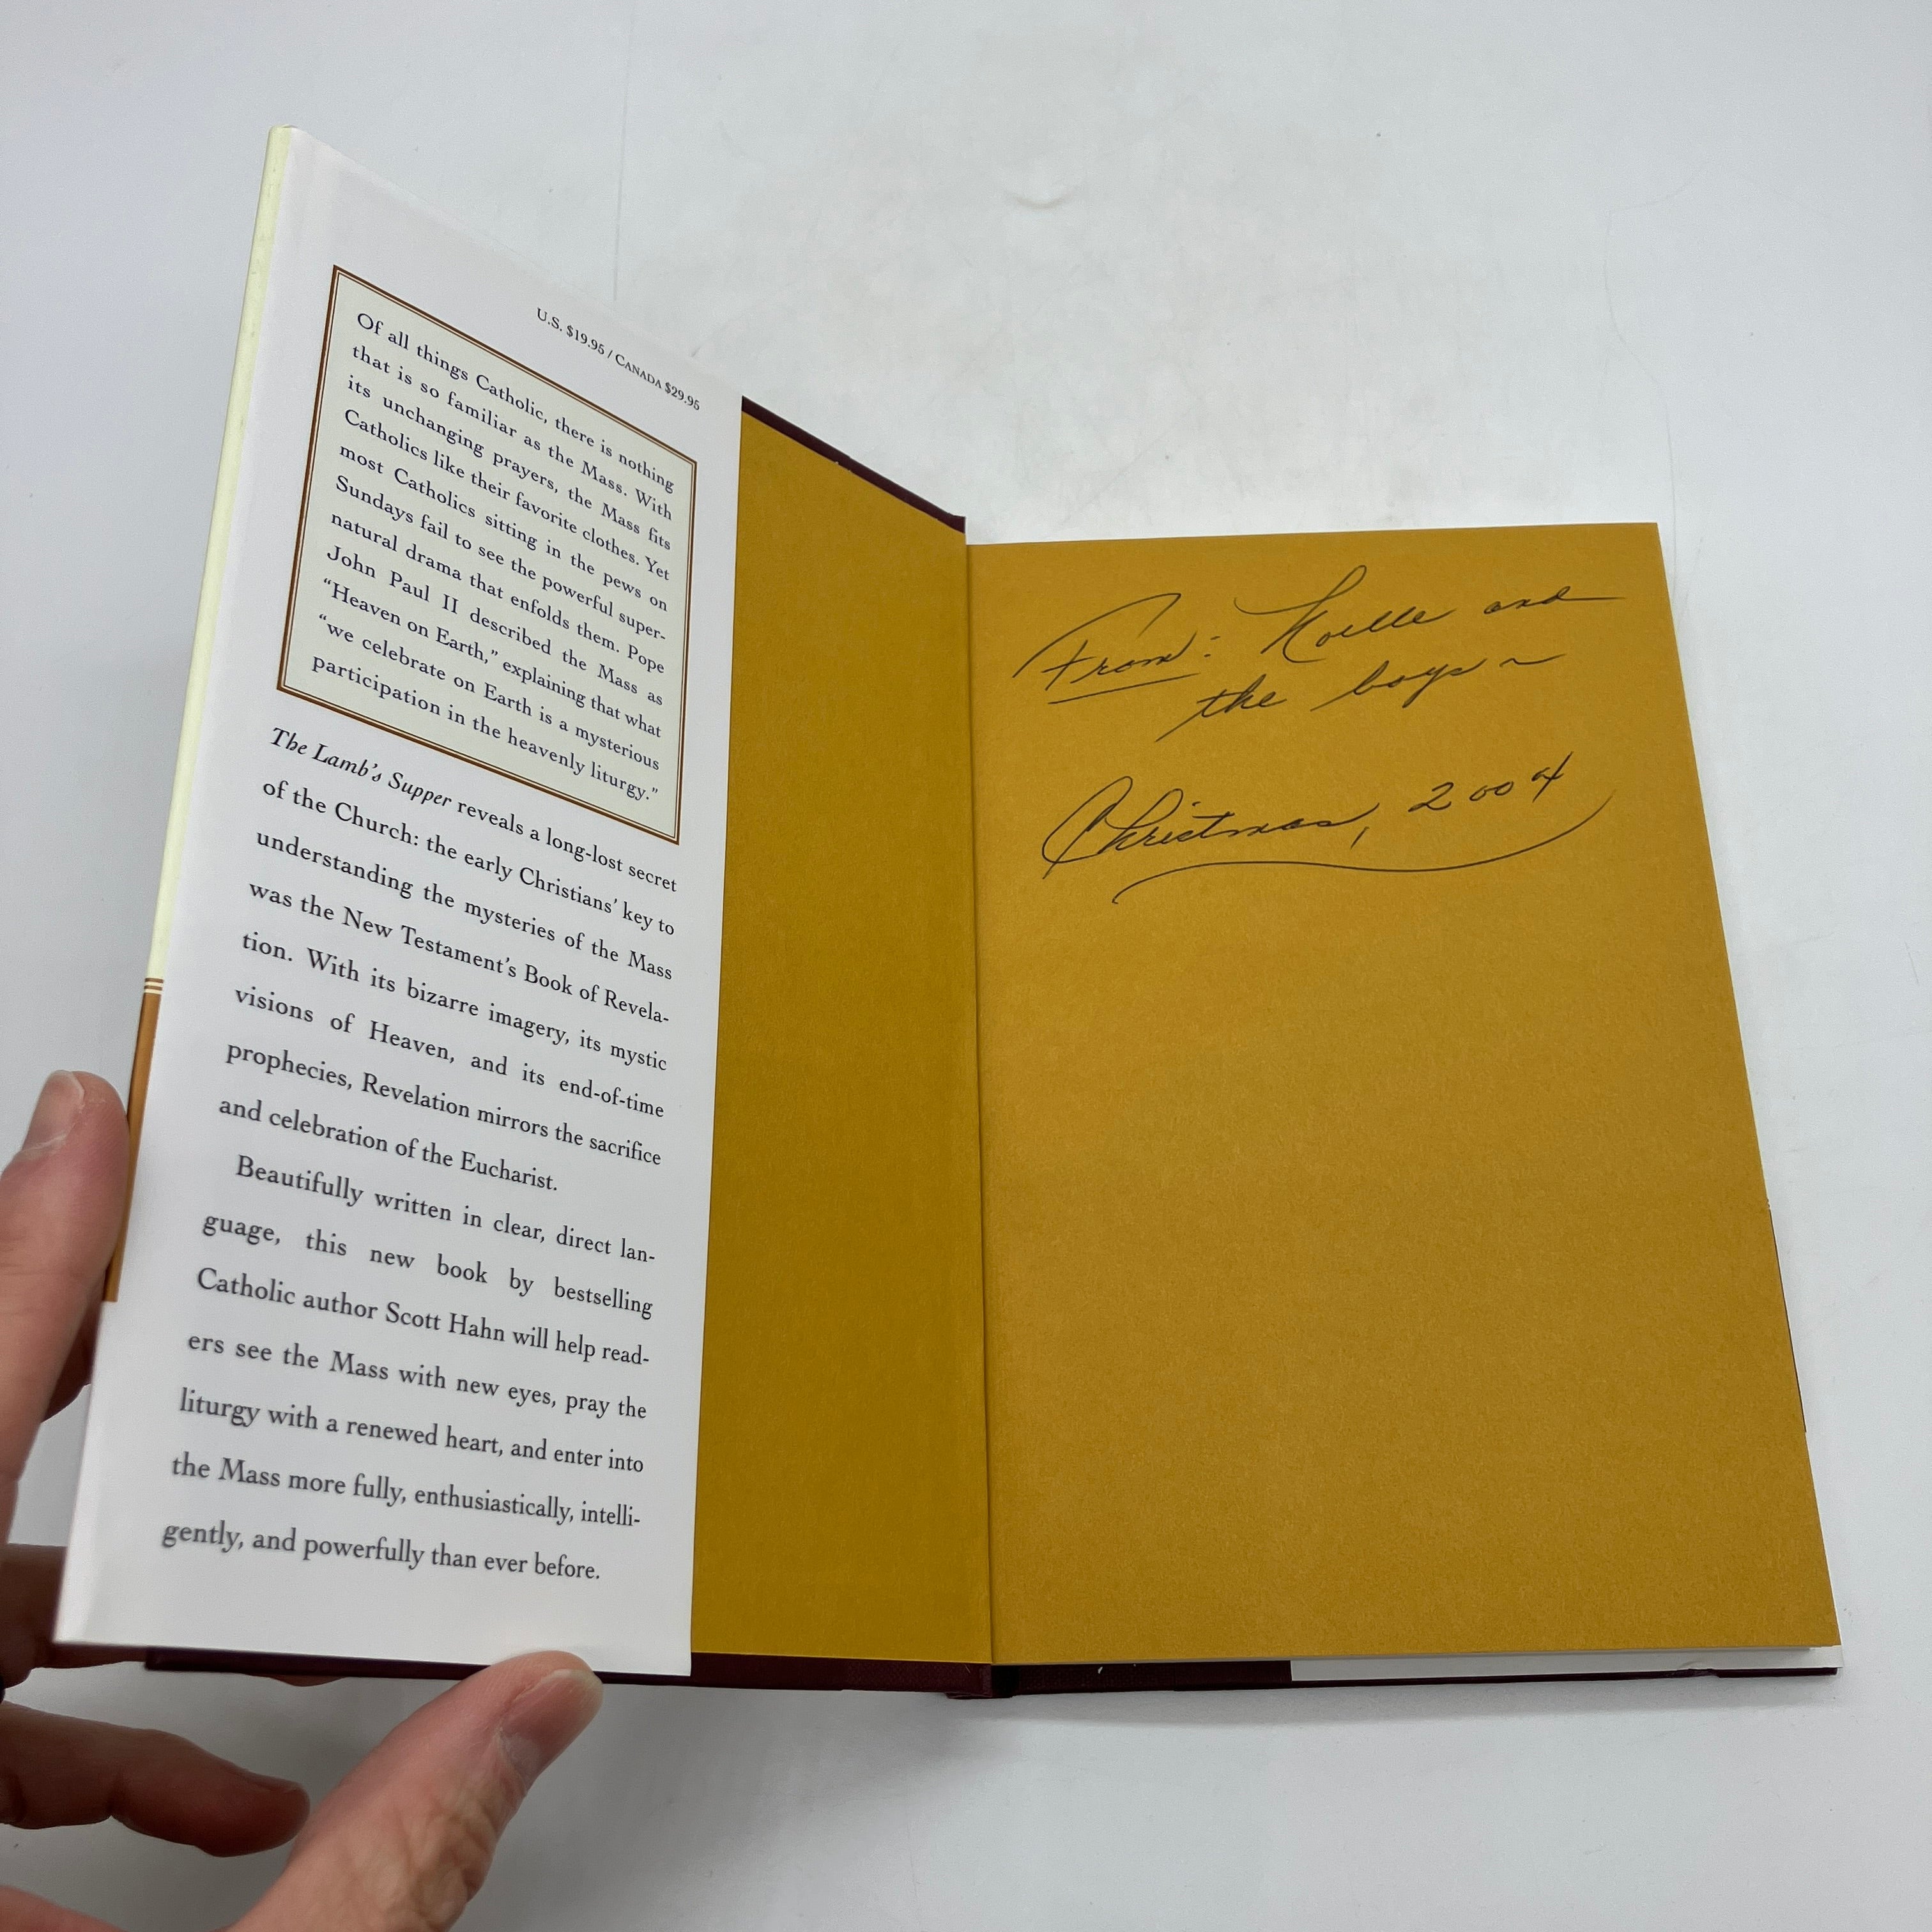 U.S. $19.95 / CANADA $29.95
Of all things Catholic, there is nothing
that is so familiar as the Mass. With
its unchanging prayers, the Mass fits
Catholics like their favorite clothes. Yet
most Catholics sitting in the pews on
Sundays fail to see the powerful super-
natural drama that enfolds them. Pope
John Paul II described the Mass as
“Heaven on Earth,” explaining that what
“we celebrate on Earth is a mysterious
participation in the heavenly liturgy.”
The Lamb’s Supper reveals a long-lost secret
of the Church: the early Christians’ key to
understanding the mysteries of the Mass
was the New Testament’s Book of Revela-
tion. With its bizarre imagery, its mystic
visions of Heaven, and its end-of-time
prophecies, Revelation mirrors the sacrifice
and celebration of the Eucharist.
Beautifully written in clear, direct lan-
guage, this new book by bestselling
Catholic author Scott Hahn will help read-
ers see the Mass with new eyes, pray the
liturgy with a renewed heart, and enter into
the Mass more fully, enthusiastically, intelli-
gently, and powerfully than ever before.
From: Noelle and
the boys ~
Christmas, 2004